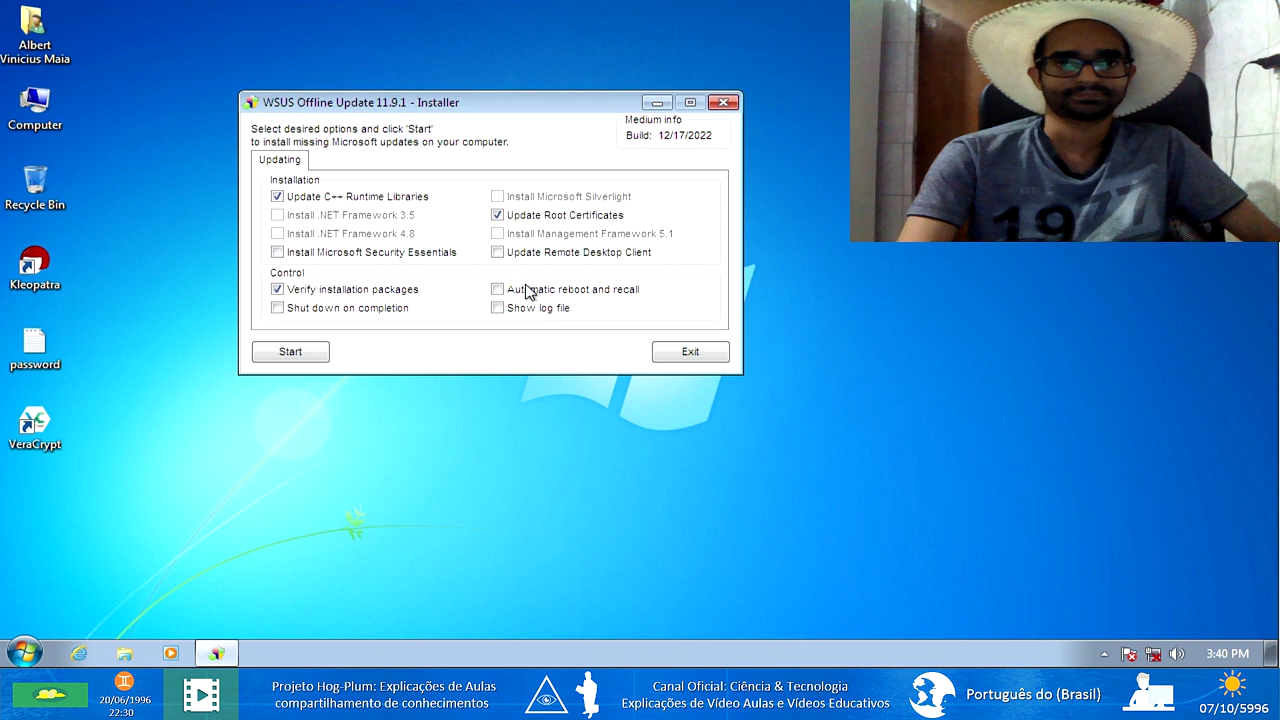 Albert
Vinicius Maia
Computer
Recycle Bin
Kleopatra
password
VeraCrypt
WSUS Offline Update 11.9.1 - Installer
Select desired options and click 'Start'
to install missing Microsoft updates on your computer.
Medium info
Build: 12/17/2022
Updating
Installation
Update C++ Runtime Libraries
Install Microsoft Silverlight
Install .NET Framework 3.5
Update Root Certificates
Install .NET Framework 4.8
Install Management Framework 5.1
Install Microsoft Security Essentials
Update Remote Desktop Client
Control
Verify installation packages
Automatic reboot and recall
Shut down on completion
Show log file
Start
Exit
1977
3:40 PM
20/06/1996
22:30
Projeto Hog-Plum: Explicações de Aulas
compartilhamento de conhecimentos
Canal Oficial: Ciência & Tecnologia
Explicações de Vídeo Aulas e Vídeos Educativos
Português do (Brasil)
07/10/5996